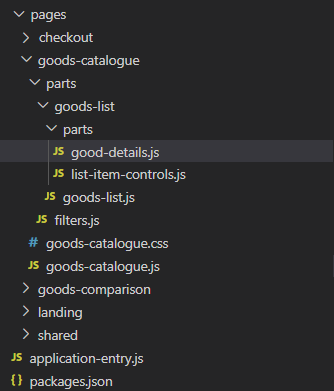 pages
checkout
goods-catalogue
parts
goods-list
parts
JS good-details.js
JS list-item-controls.js
JS goods-list.js
JS filters.js
# goods-catalogue.css
JS goods-catalogue.js
goods-comparison
landing
shared
JS application-entry.js
{ } packages.json